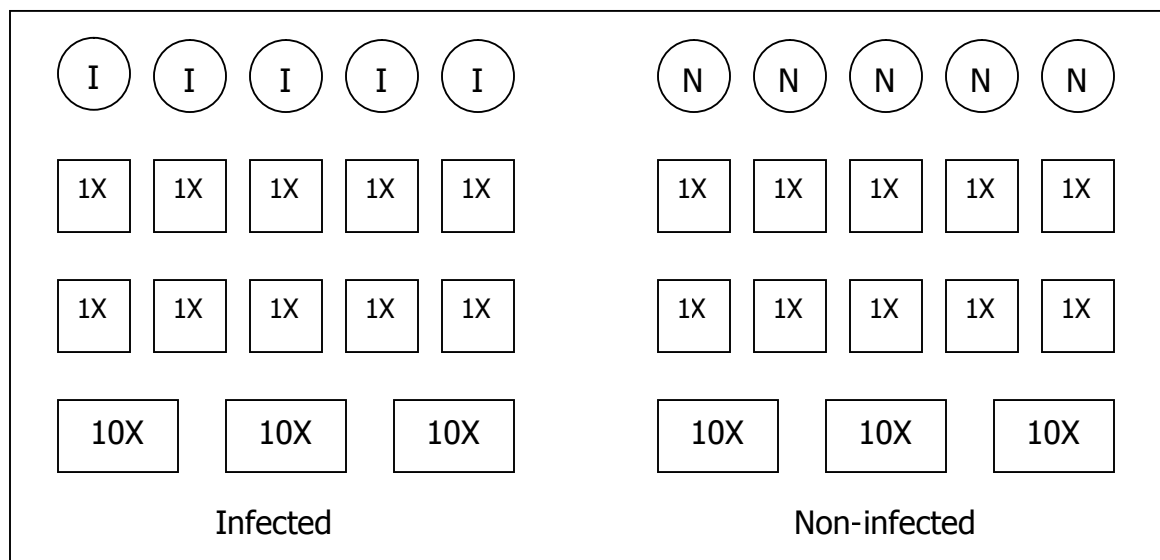 I I I I I N N N N N
1X 1X 1X 1X 1X 1X 1X 1X 1X 1X
1X 1X 1X 1X 1X 1X 1X 1X 1X 1X
10X 10X 10X 10X 10X 10X
Infected Non-infected